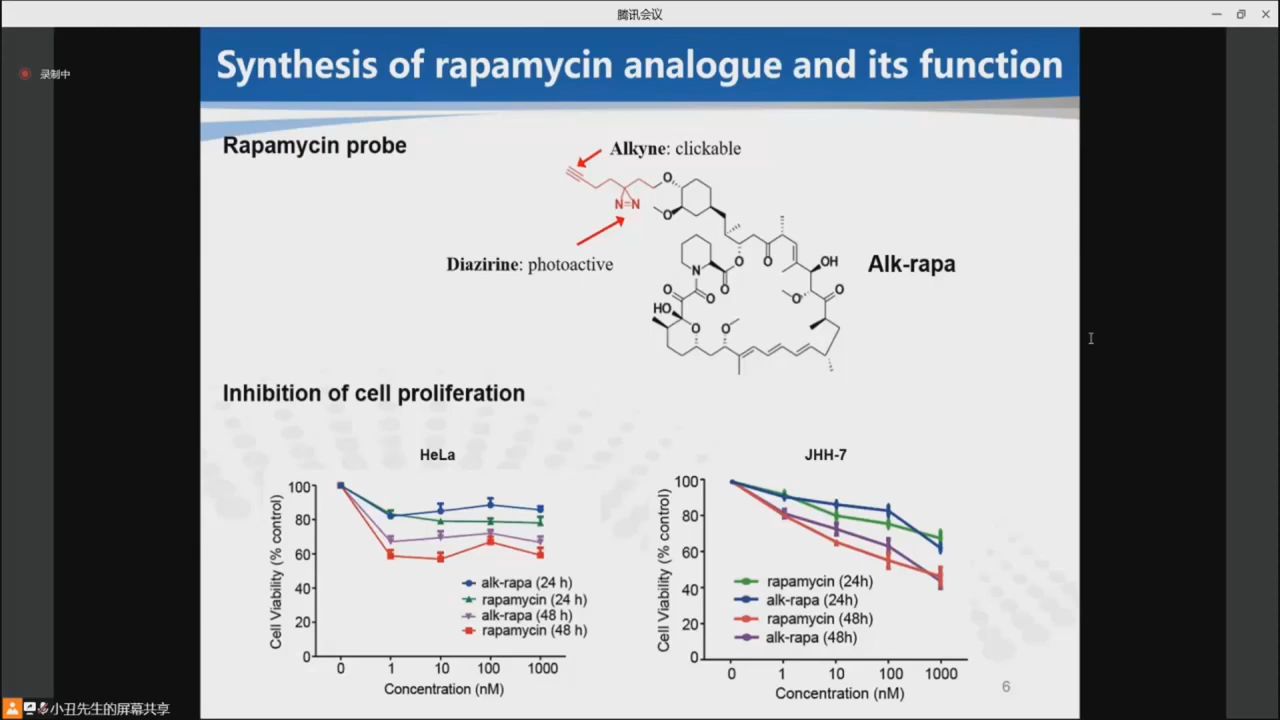 腾讯会议
录制中
Synthesis of rapamycin analogue and its function
Rapamycin probe
Alkyne: clickable
Diazirine: photoactive
Alk-rapa
O
N=N
O
O
O
OH
N
O
O
O
O
O
O
HO
O
O
Inhibition of cell proliferation
HeLa
Cell Viability (% control)
100
80
60
40
20
0
0 1 10 100 1000
Concentration (nM)
alk-rapa (24 h)
rapamycin (24 h)
alk-rapa (48 h)
rapamycin (48 h)
JHH-7
Cell Viability (% control)
100
80
60
40
20
0
0 1 10 100 1000
Concentration (nM)
rapamycin (24h)
alk-rapa (24h)
rapamycin (48h)
alk-rapa (48h)
6
小丑先生的屏幕共享